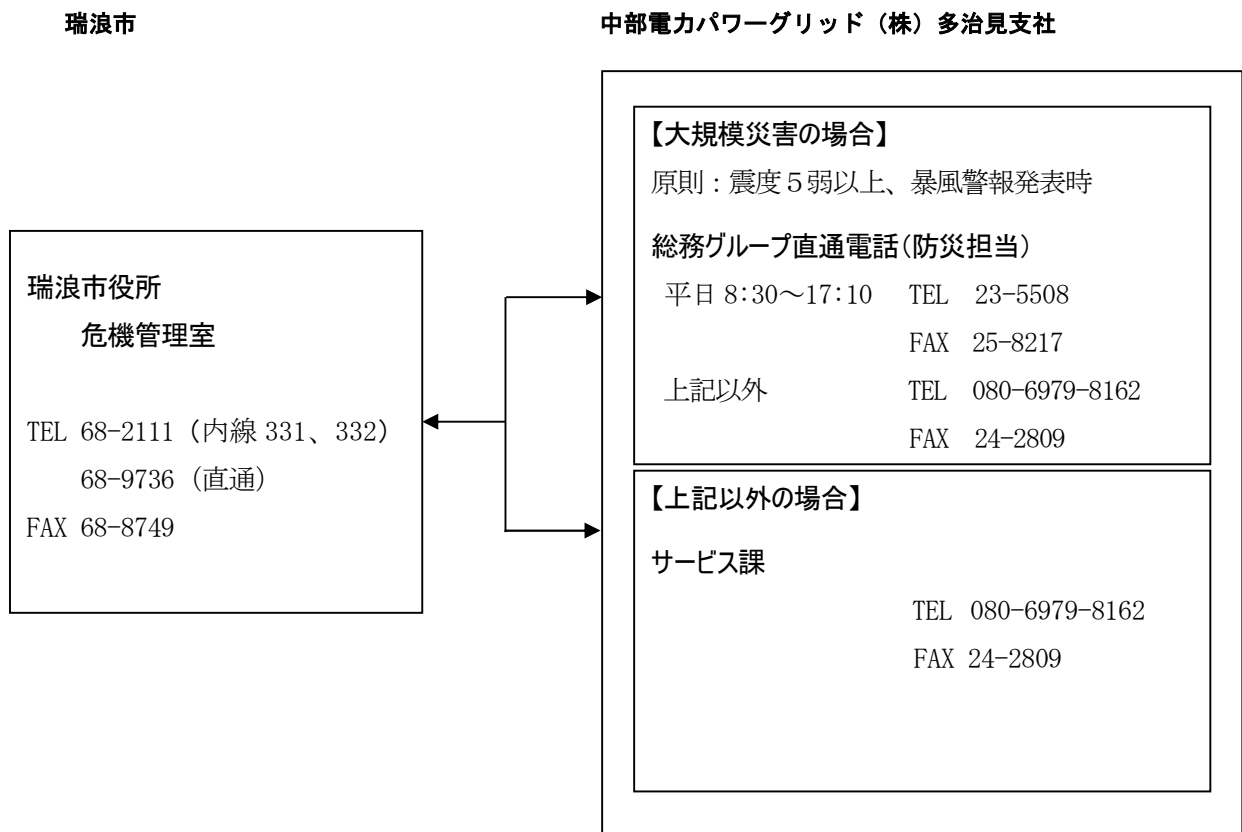 瑞浪市
中部電力パワーグリッド（株）多治見支社
瑞浪市役所
危機管理室
TEL 68-2111（内線 331、332）
68-9736（直通）
FAX 68-8749
【大規模災害の場合】
原則：震度５弱以上、暴風警報発表時
総務グループ直通電話（防災担当）
平日 8:30～17:10 TEL 23-5508
FAX 25-8217
上記以外 TEL 080-6979-8162
FAX 24-2809
【上記以外の場合】
サービス課
TEL 080-6979-8162
FAX 24-2809